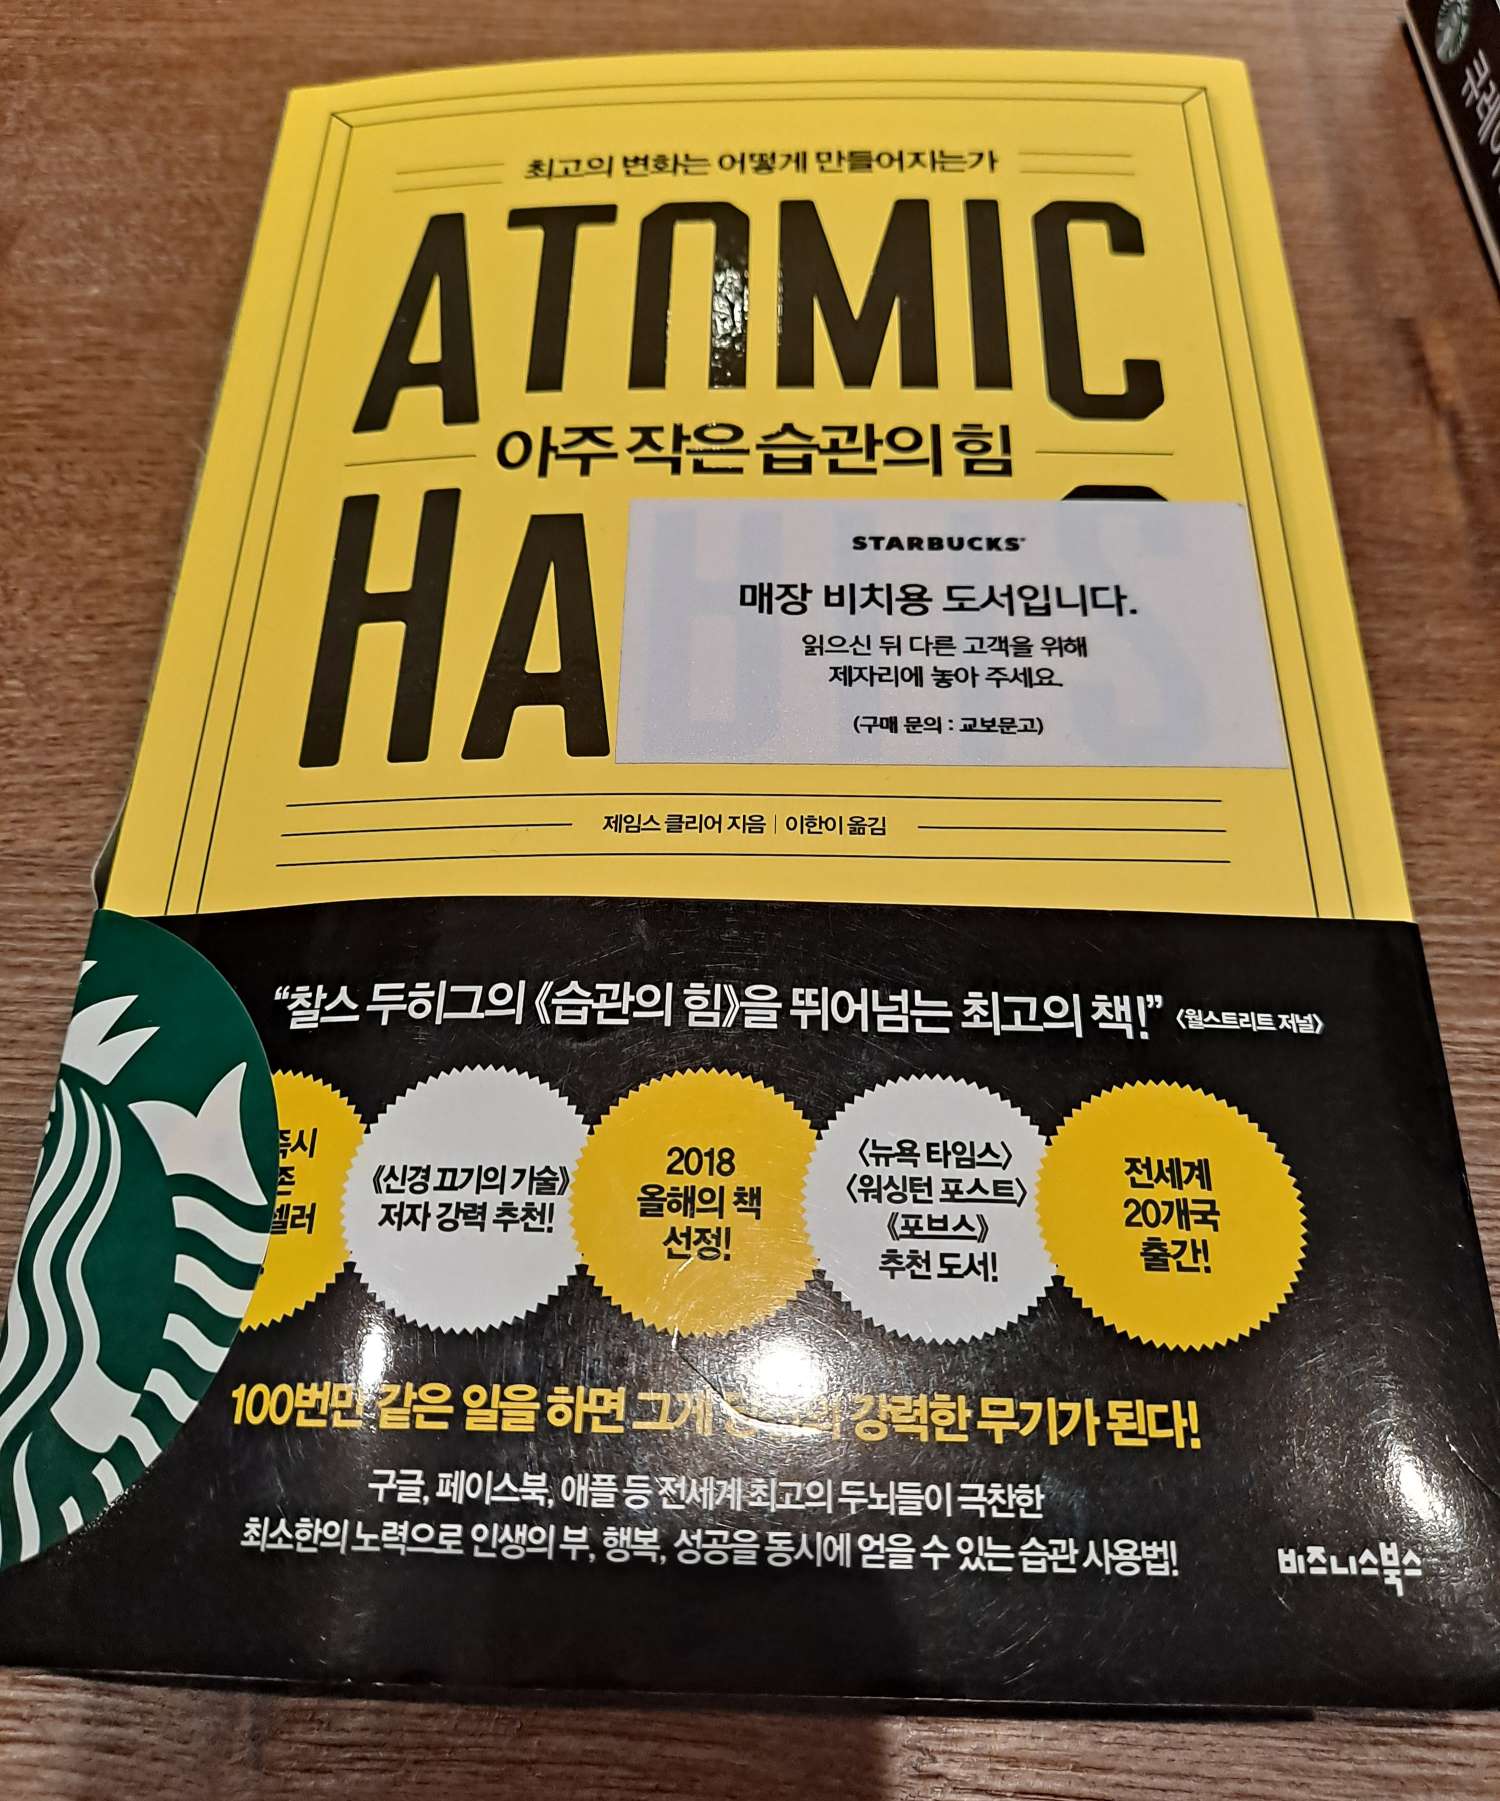 최고의 변화는 어떻게 만들어지는가
ATOMIC
아주 작은 습관의 힘
HA
STARBUCKS
매장 비치용 도서입니다.
읽으신 뒤 다른 고객을 위해
제자리에 놓아 주세요.
(구매 문의 : 교보문고)
제임스 클리어 지음 | 이한이 옮김
“찰스 두히그의 《습관의 힘》을 뛰어넘는 최고의 책!” 〈월스트리트 저널〉
즉시
존
셀러
《신경 끄기의 기술》
저자 강력 추천!
2018
올해의 책
선정!
〈뉴욕 타임스〉
〈워싱턴 포스트〉
《포브스》
추천 도서!
전세계
20개국
출간!
100번만 같은 일을 하면 그게 강력한 무기가 된다!
구글, 페이스북, 애플 등 전세계 최고의 두뇌들이 극찬한
최소한의 노력으로 인생의 부, 행복, 성공을 동시에 얻을 수 있는 습관 사용법!
비즈니스북스
큐레이